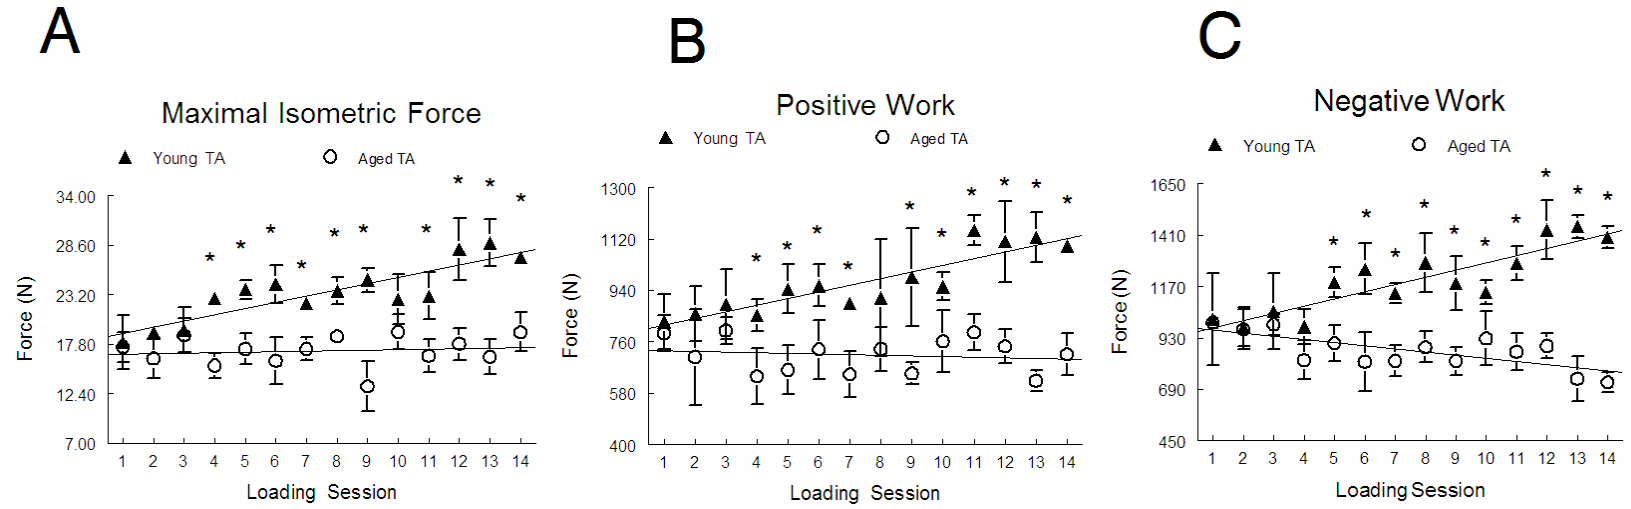 A
Maximal Isometric Force
Young TA
Aged TA
Force (N)
34.00
28.60
23.20
17.80
12.40
7.00
* * * * * * * * * *
1 2 3 4 5 6 7 8 9 10 11 12 13 14
Loading Session
B
Positive Work
Young TA
Aged TA
Force (N)
1300
1120
940
760
580
400
* * * * * * * * * *
1 2 3 4 5 6 7 8 9 10 11 12 13 14
Loading Session
C
Negative Work
Young TA
Aged TA
Force (N)
1650
1410
1170
930
690
450
* * * * * * * * * *
1 2 3 4 5 6 7 8 9 10 11 12 13 14
Loading Session